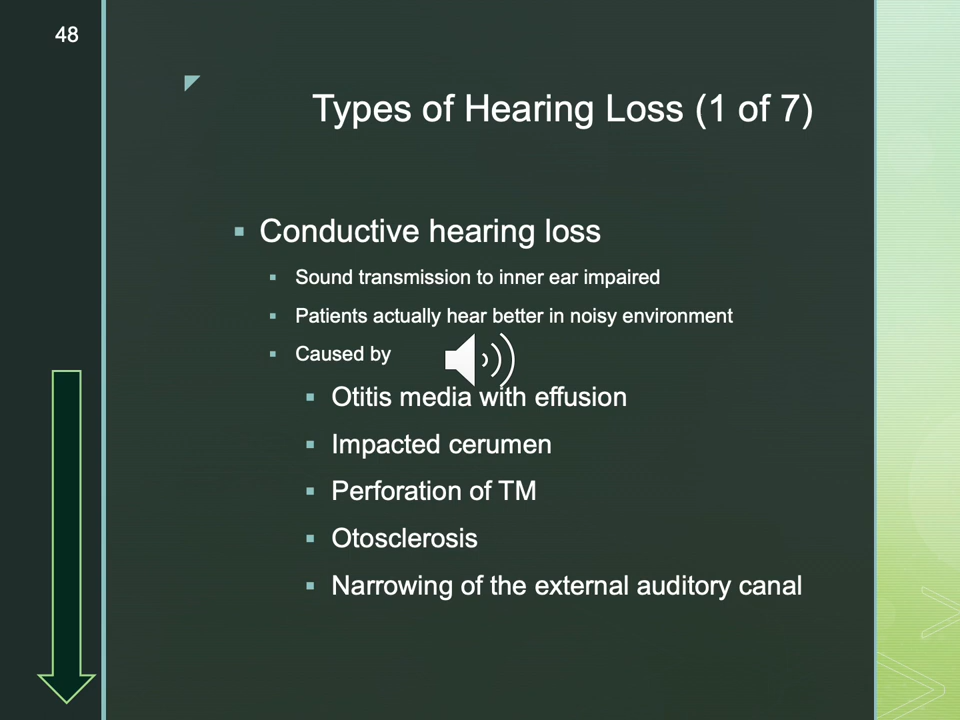 48
Types of Hearing Loss (1 of 7)
▪ Conductive hearing loss
▪ Sound transmission to inner ear impaired
▪ Patients actually hear better in noisy environment
▪ Caused by
▪ Otitis media with effusion
▪ Impacted cerumen
▪ Perforation of TM
▪ Otosclerosis
▪ Narrowing of the external auditory canal